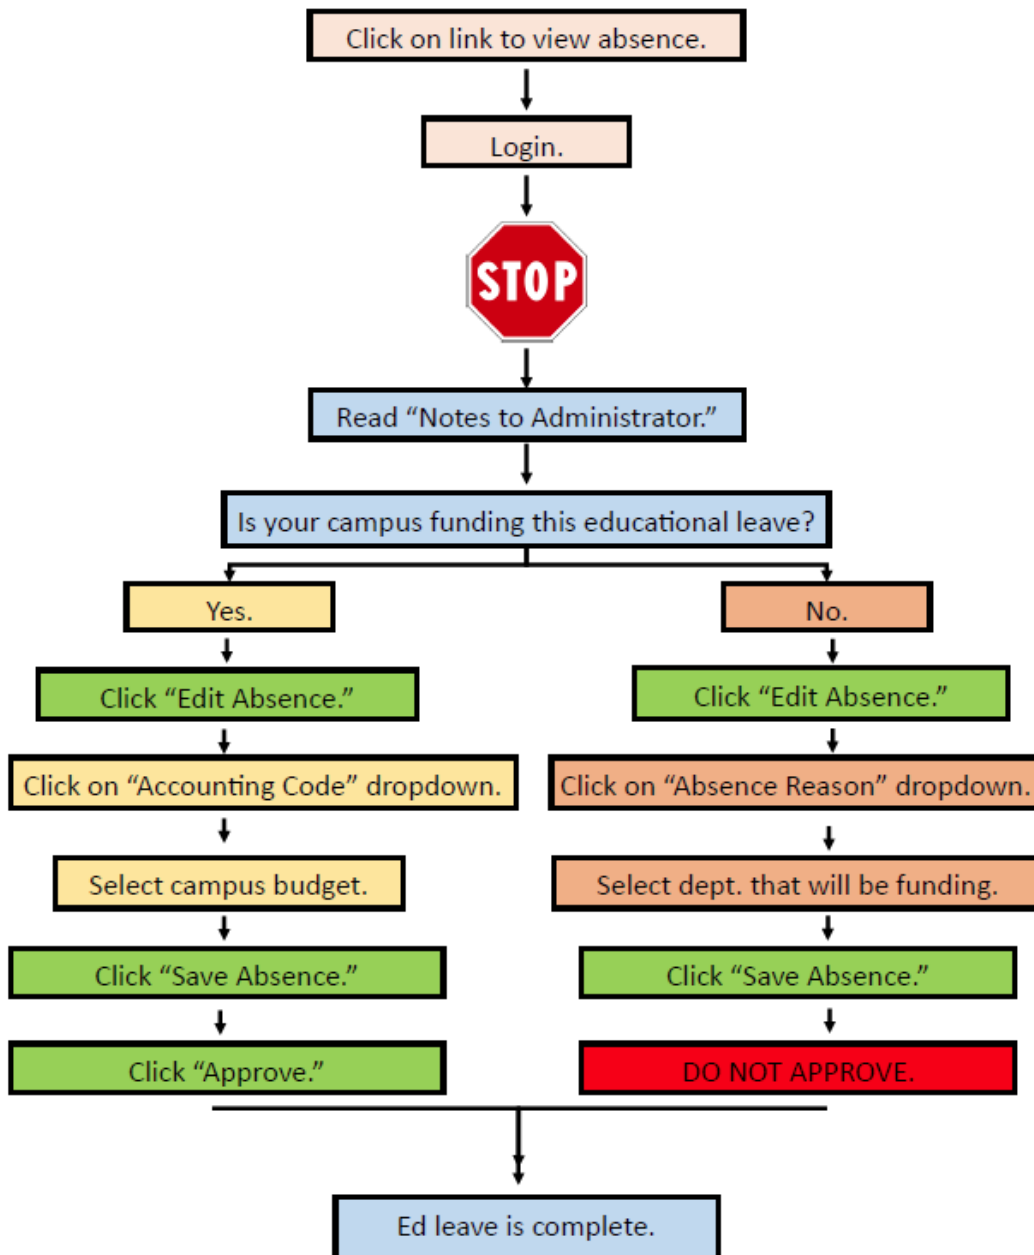 Click on link to view absence.
Login.
STOP
Read “Notes to Administrator.”
Is your campus funding this educational leave?
Yes.
No.
Click “Edit Absence.”
Click “Edit Absence.”
Click on “Accounting Code” dropdown.
Click on “Absence Reason” dropdown.
Select campus budget.
Select dept. that will be funding.
Click “Save Absence.”
Click “Save Absence.”
Click “Approve.”
DO NOT APPROVE.
Ed leave is complete.